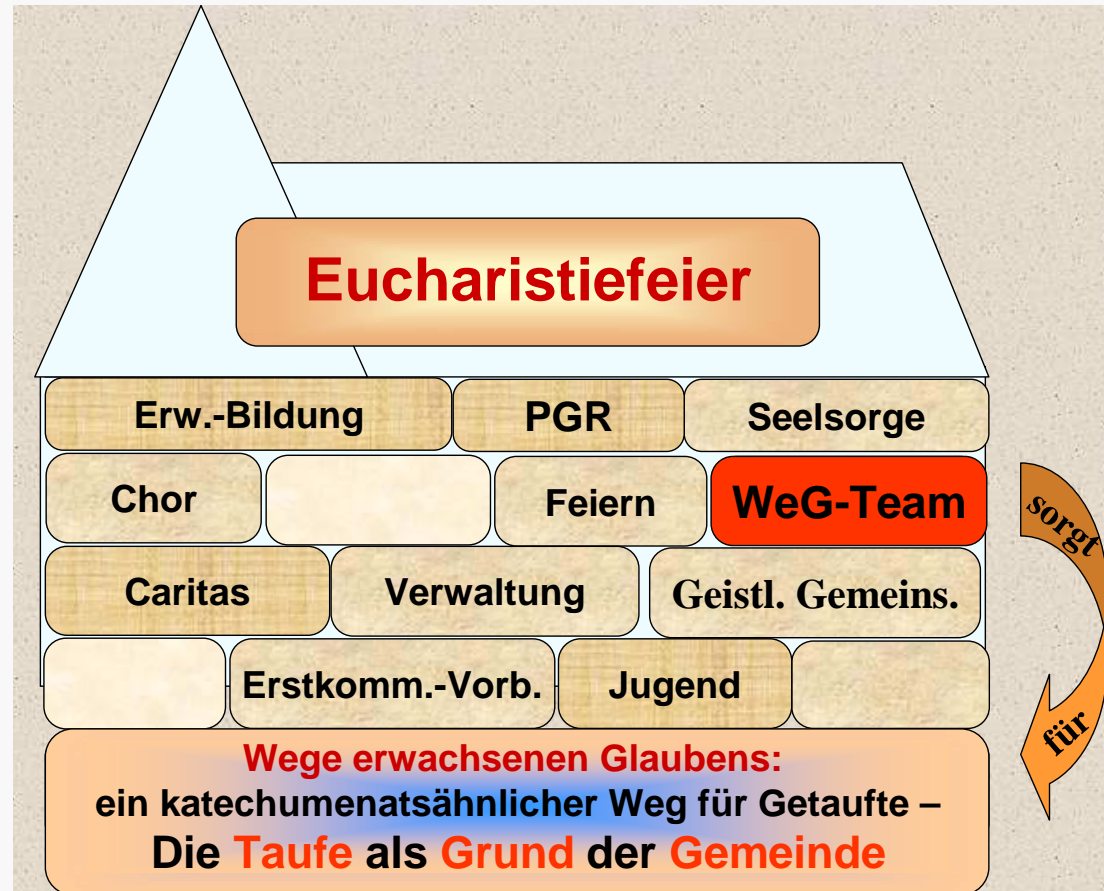 Eucharistiefeier
Erw.-Bildung PGR Seelsorge
Chor Feiern WeG-Team
sorgt
Caritas Verwaltung Geistl. Gemeins.
Erstkomm.-Vorb. Jugend
für
Wege erwachsenen Glaubens:
ein katechumenatsähnlicher Weg für Getaufte –
Die Taufe als Grund der Gemeinde